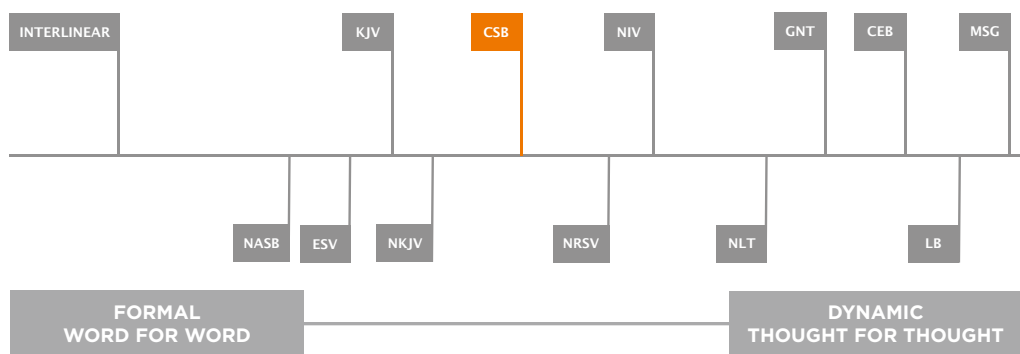 INTERLINEAR
KJV
CSB
NIV
GNT
CEB
MSG
NASB
ESV
NKJV
NRSV
NLT
LB
FORMAL
WORD FOR WORD
DYNAMIC
THOUGHT FOR THOUGHT